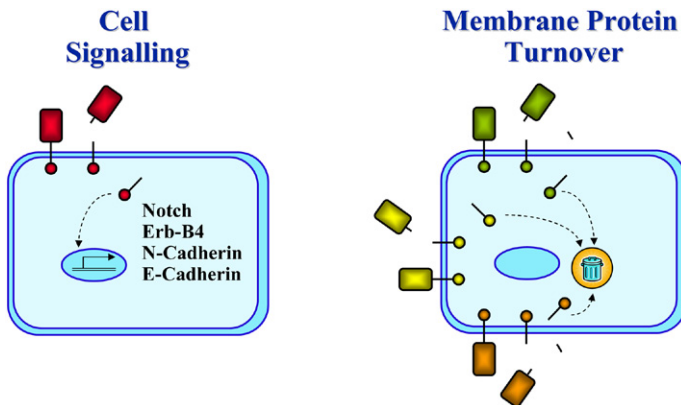 Cell
Signalling
Membrane Protein
Turnover
Notch
Erb-B4
N-Cadherin
E-Cadherin